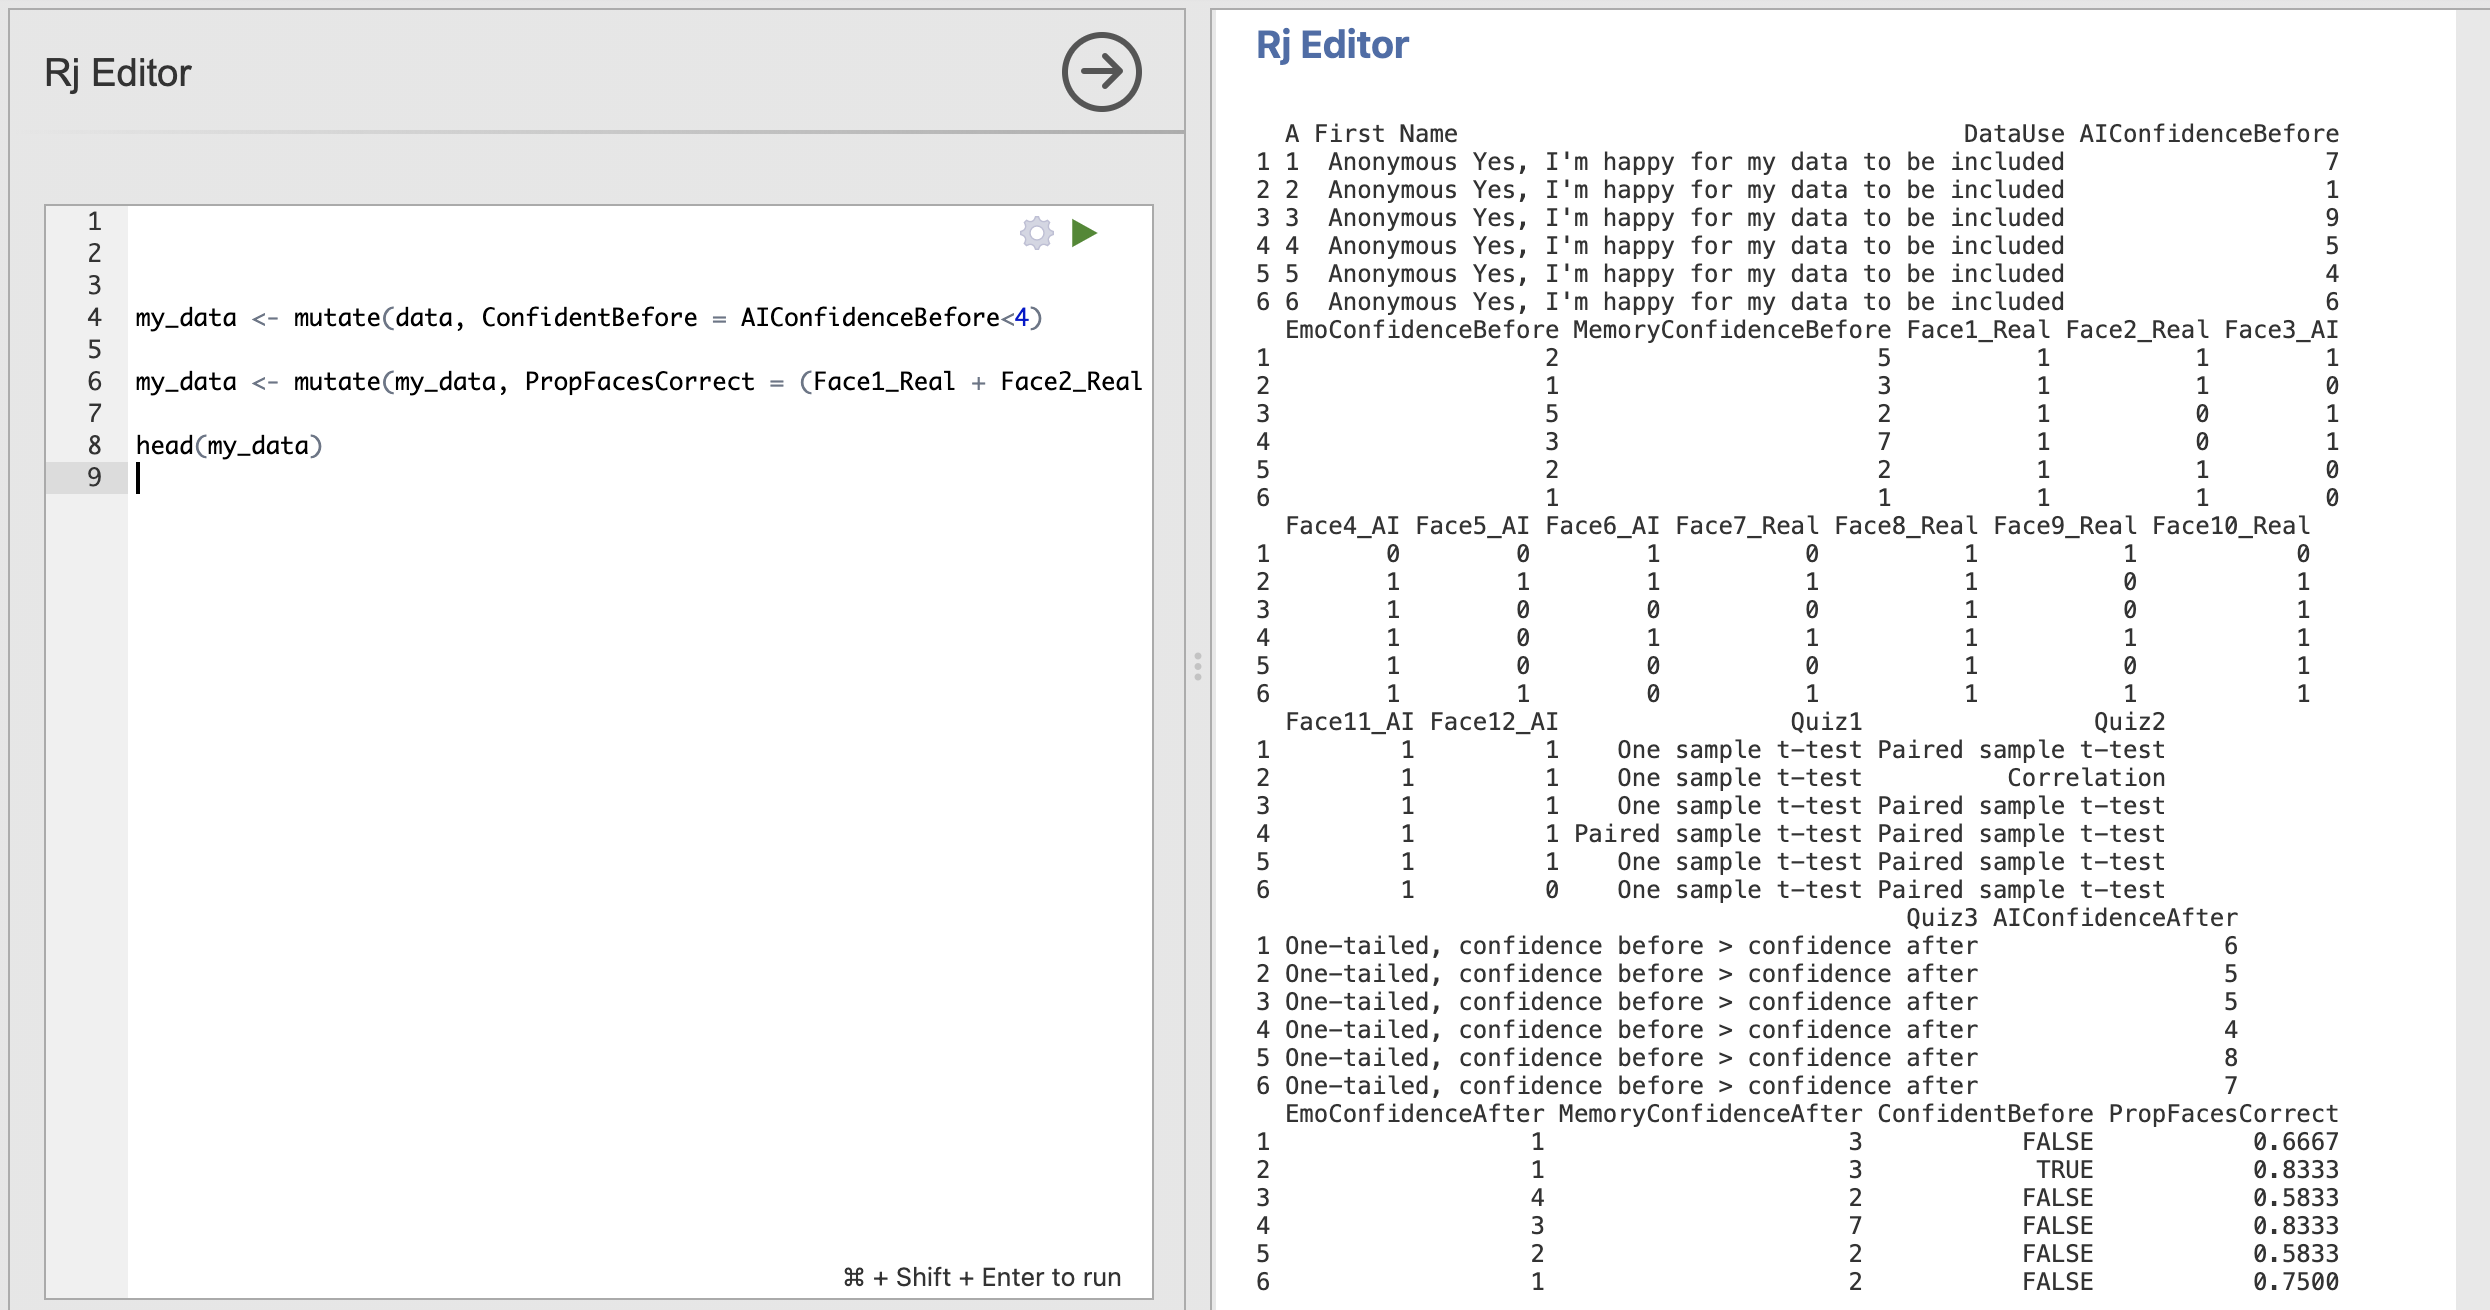 Rj Editor
1
2
3
4 my_data <- mutate(data, ConfidentBefore = AIConfidenceBefore<4)
5
6 my_data <- mutate(my_data, PropFacesCorrect = (Face1_Real + Face2_Real
7
8 head(my_data)
9
⌘ + Shift + Enter to run
Rj Editor
A First Name DataUse AIConfidenceBefore
1 1 Anonymous Yes, I'm happy for my data to be included 7
2 2 Anonymous Yes, I'm happy for my data to be included 1
3 3 Anonymous Yes, I'm happy for my data to be included 9
4 4 Anonymous Yes, I'm happy for my data to be included 5
5 5 Anonymous Yes, I'm happy for my data to be included 4
6 6 Anonymous Yes, I'm happy for my data to be included 6
EmoConfidenceBefore MemoryConfidenceBefore Face1_Real Face2_Real Face3_AI
1 2 5 1 1 1
2 1 3 1 1 0
3 5 2 1 0 1
4 3 7 1 0 1
5 2 2 1 1 0
6 1 1 1 1 0
Face4_AI Face5_AI Face6_AI Face7_Real Face8_Real Face9_Real Face10_Real
1 0 0 1 0 1 1 0
2 1 1 1 1 1 0 1
3 1 0 0 0 1 0 1
4 1 0 1 1 1 1 1
5 1 0 0 0 1 0 1
6 1 1 0 1 1 1 1
Face11_AI Face12_AI Quiz1 Quiz2
1 1 1 One sample t-test Paired sample t-test
2 1 1 One sample t-test Correlation
3 1 1 One sample t-test Paired sample t-test
4 1 1 Paired sample t-test Paired sample t-test
5 1 1 One sample t-test Paired sample t-test
6 1 0 One sample t-test Paired sample t-test
Quiz3 AIConfidenceAfter
1 One-tailed, confidence before > confidence after 6
2 One-tailed, confidence before > confidence after 5
3 One-tailed, confidence before > confidence after 5
4 One-tailed, confidence before > confidence after 4
5 One-tailed, confidence before > confidence after 8
6 One-tailed, confidence before > confidence after 7
EmoConfidenceAfter MemoryConfidenceAfter ConfidentBefore PropFacesCorrect
1 1 3 FALSE 0.6667
2 1 3 TRUE 0.8333
3 4 2 FALSE 0.5833
4 3 7 FALSE 0.8333
5 2 2 FALSE 0.5833
6 1 2 FALSE 0.7500